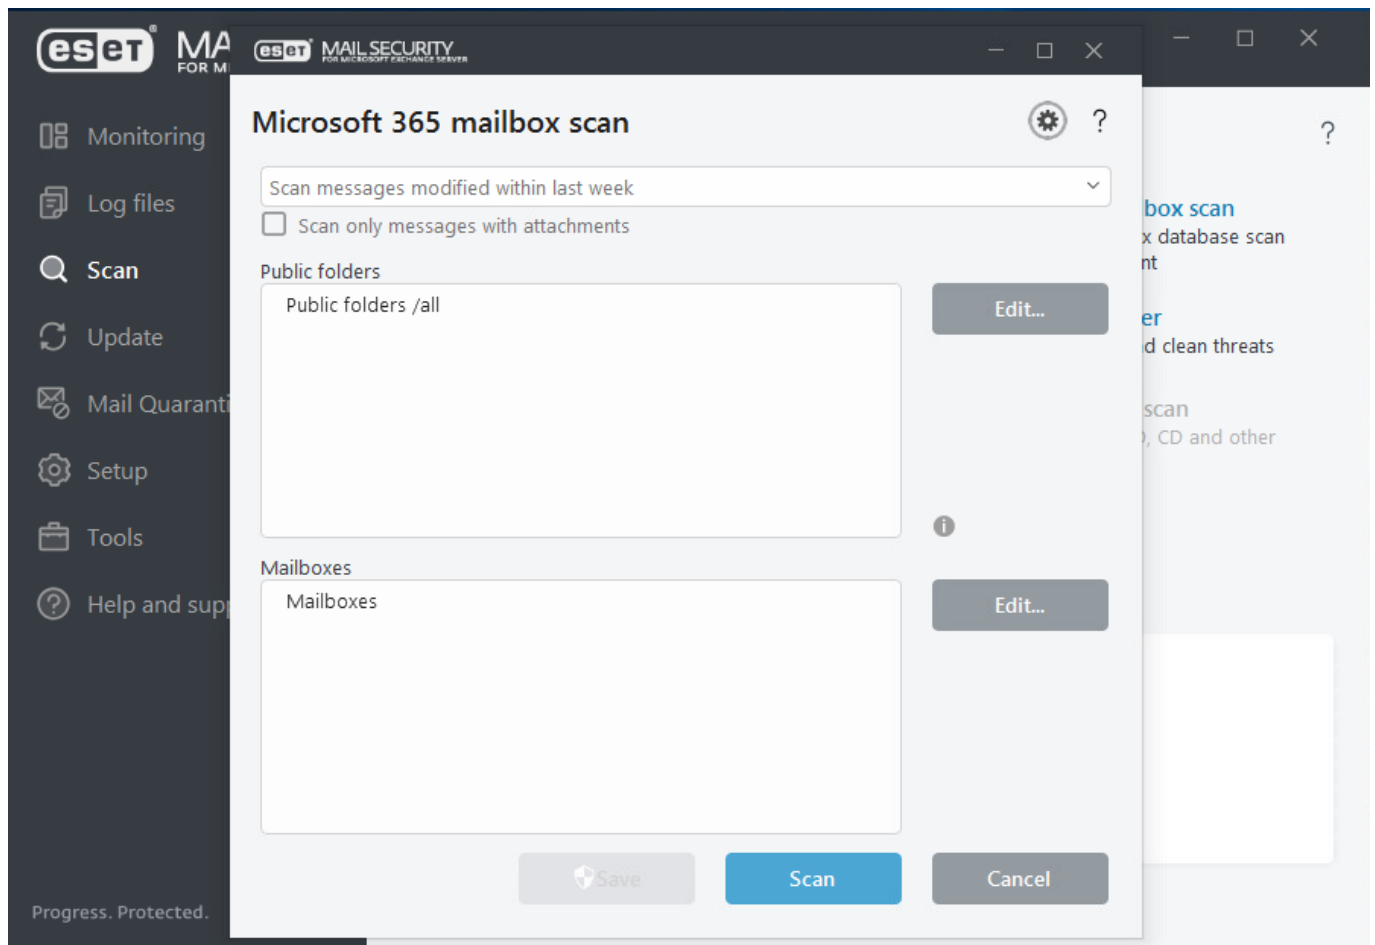 eset MA
FOR MI
eset MAIL SECURITY
FOR MICROSOFT EXCHANGE SERVER
Microsoft 365 mailbox scan
?
?
Monitoring
Log files
Scan
Update
Mail Quaranti
Setup
Tools
Help and supp
Progress. Protected.
Scan messages modified within last week
Scan only messages with attachments
Public folders
Public folders /all
Edit...
Mailboxes
Mailboxes
Edit...
Save
Scan
Cancel
box scan
x database scan
nt
er
d clean threats
scan
, CD and other